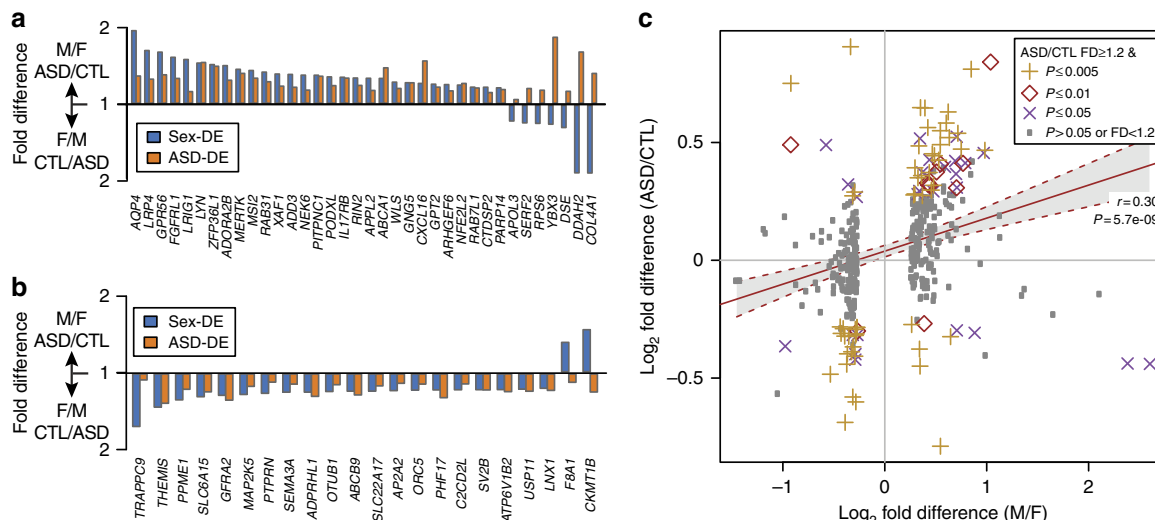 a
2
M/F
ASD/CTL
1
F/M
CTL/ASD
2
Fold difference
Sex-DE
ASD-DE
AQP4
LRP4
GPR56
FGFRL1
LRIG1
LYN
ZFP36L1
ADORA2B
MERTK
MSI2
RAB31
XAF1
ADD3
NEK6
PITPNC1
PODXL
IL17RB
RIN2
APPL2
ABCA1
WLS
GNG5
CXCL16
GAP2
ARHGEF6
NFE2L2
RAB7L1
CTDSP2
PARP14
APOL3
SERF2
RPS6
YBX3
DSE
DDAH2
COL4A1
b
2
M/F
ASD/CTL
1
F/M
CTL/ASD
2
Fold difference
Sex-DE
ASD-DE
TRAPPC9
THEMIS
PPME1
SLC6A15
GFRA2
MAP2K5
PTPRN
SEMA3A
ADPRHL1
OTUB1
ABCB9
SLC22A17
AP2A2
ORC5
PHF17
C2CD2L
SV2B
ATP6V1B2
USP11
LNX1
F8A1
CKMT1B
c
ASD/CTL FD≥1.2 &
P≤0.005
P≤0.01
P≤0.05
P>0.05 or FD<1.2
0.5
0
−0.5
Log2 fold difference (ASD/CTL)
r=0.30
P=5.7e-09
−1
0
1
2
Log2 fold difference (M/F)